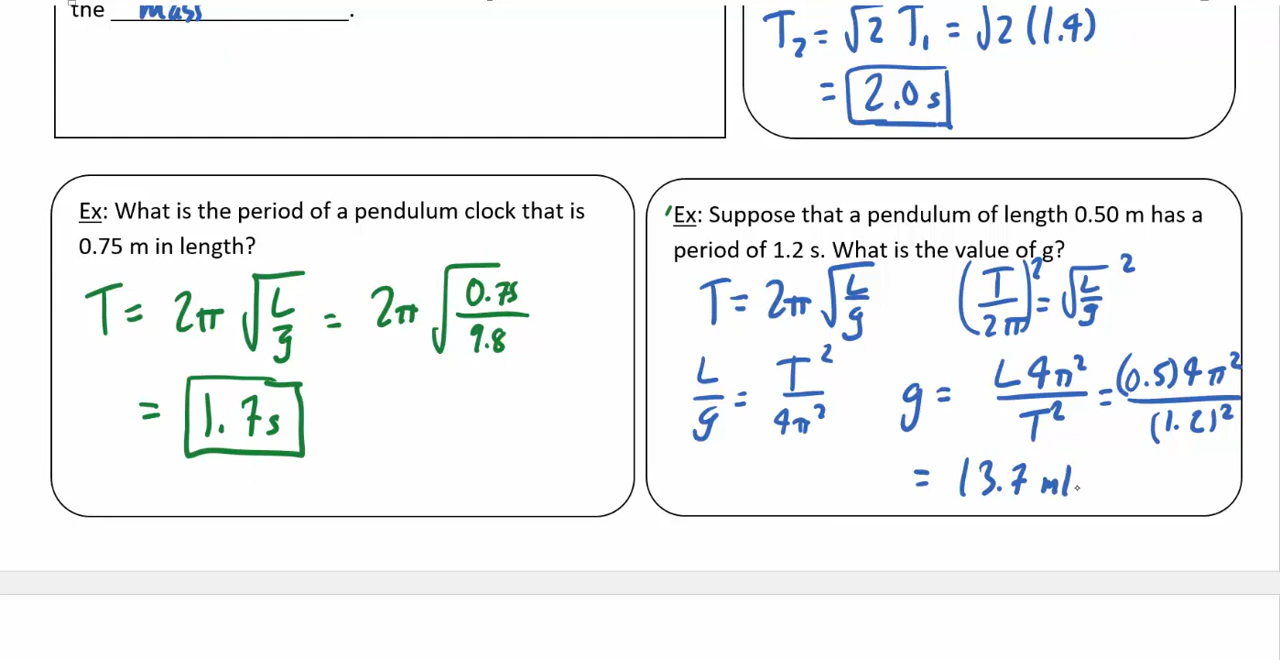 the mass.
T₂ = √2 T₁ = √2 (1.4)
= 2.0 s
Ex: What is the period of a pendulum clock that is
0.75 m in length?
T = 2π √(L/g) = 2π √(0.75/9.8)
= 1.7 s
Ex: Suppose that a pendulum of length 0.50 m has a
period of 1.2 s. What is the value of g?
T = 2π √(L/g) (T/2π)² = √(L/g)²
L/g = T²/4π² g = L4π²/T² = (0.5)4π²/(1.2)²
= 13.7 m/